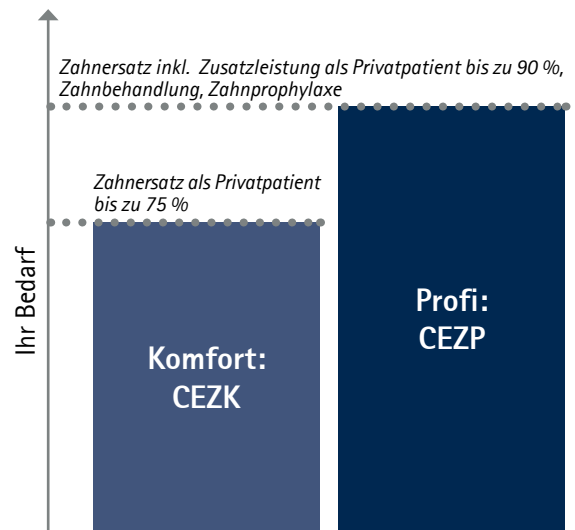 Zahnersatz inkl. Zusatzleistung als Privatpatient bis zu 90 %,
Zahnbehandlung, Zahnprophylaxe
Zahnersatz als Privatpatient
bis zu 75 %
Ihr Bedarf
Komfort:
CEZK
Profi:
CEZP